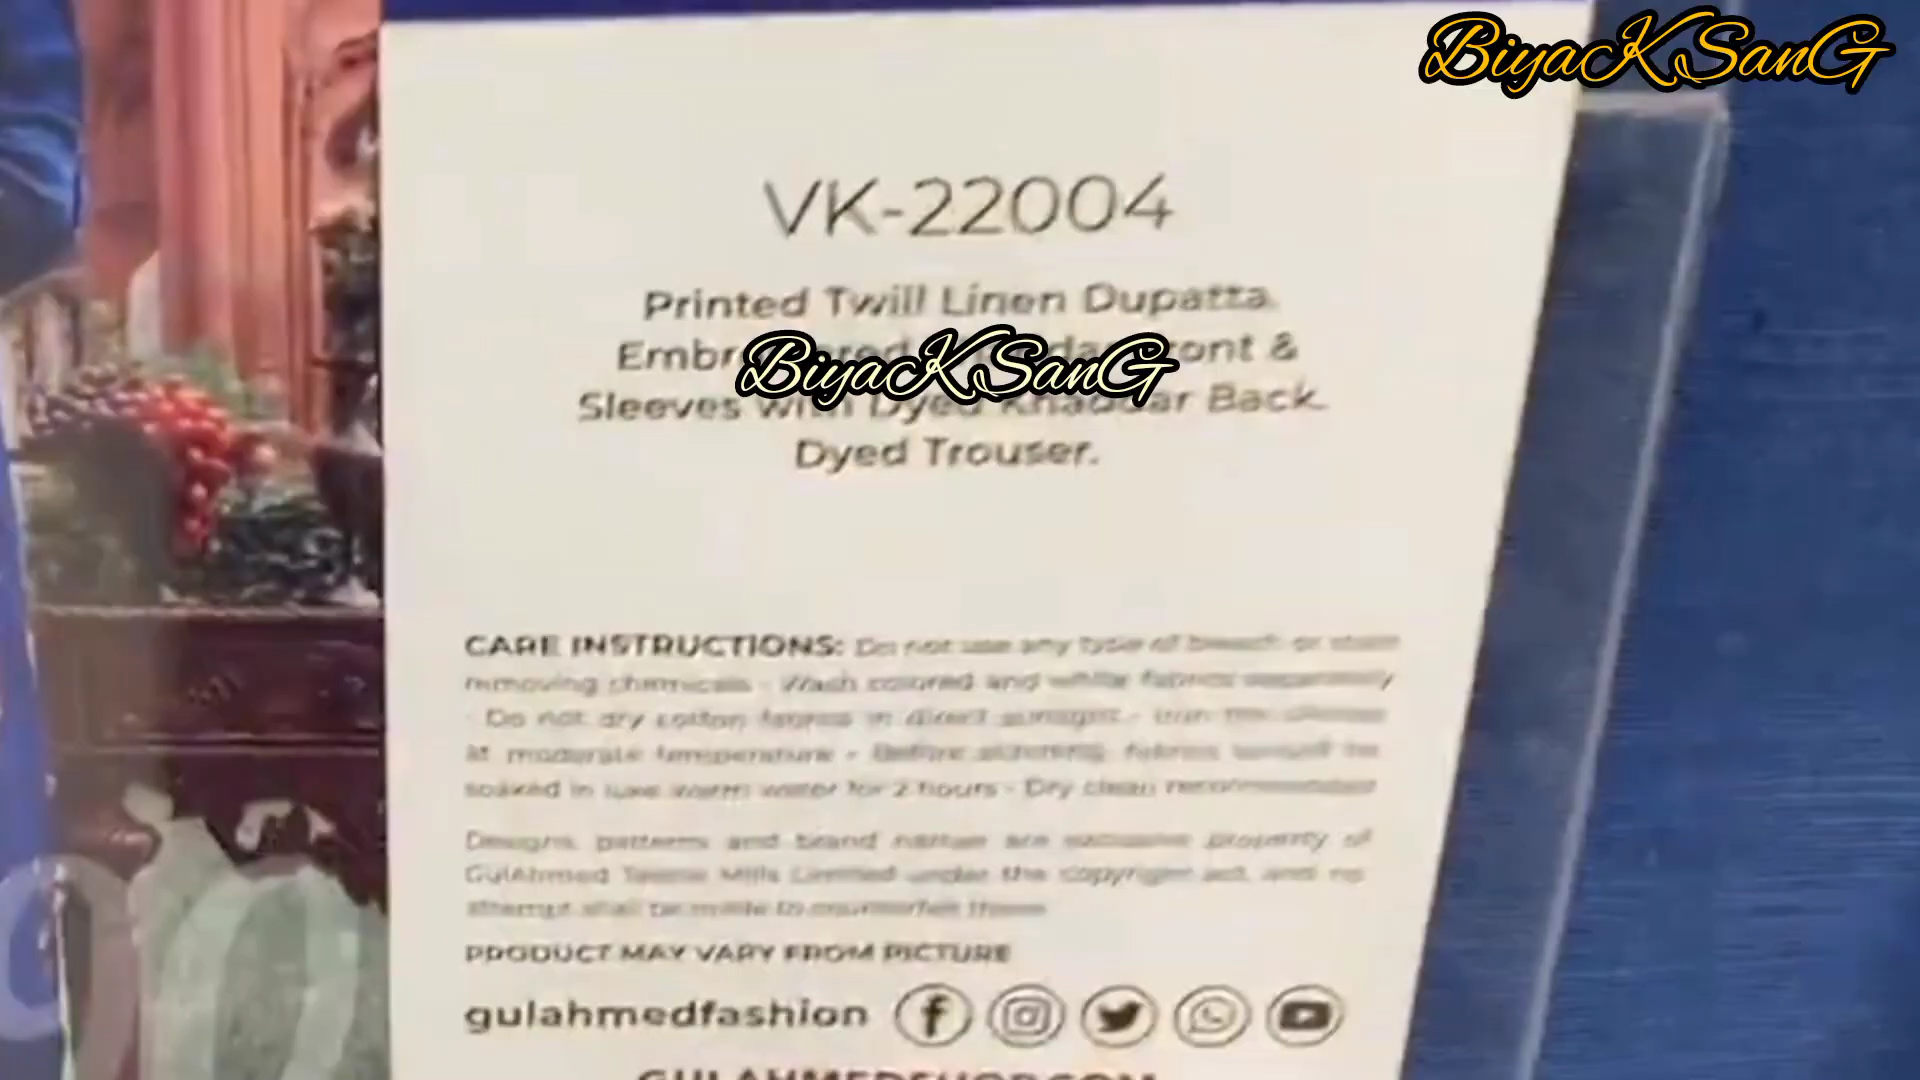 BiyaKSanG
VK-22004
Printed Twill Linen Dupatta.
Front &
BiyaKSanG
Sleeves with Dyed Khaddar Back.
Dyed Trouser.
CARE INSTRUCTIONS: Do not use any type of bleach or stain
removing chemicals - Wash colored and white fabrics separately
- Do not dry cotton fabrics in direct sunlight - Iron the
at moderate temperature - Before stitching, fabrics should be
soaked in luke warm water for 2 hours - Dry clean recommended
Designs, patterns and brand names are exclusive property of
GulAhmed Textile Mills Limited under the copyright act, and no
attempt shall be made to counterfeit these.
PRODUCT MAY VARY FROM PICTURE
gulahmedfashion
GULAHMEDSHOP.COM